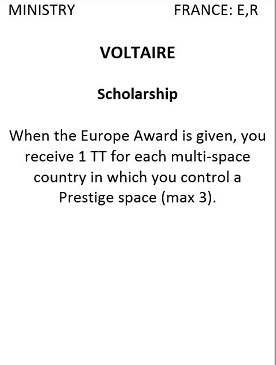 MINISTRY FRANCE: E,R
VOLTAIRE
Scholarship
When the Europe Award is given, you
receive 1 TT for each multi-space
country in which you control a
Prestige space (max 3).